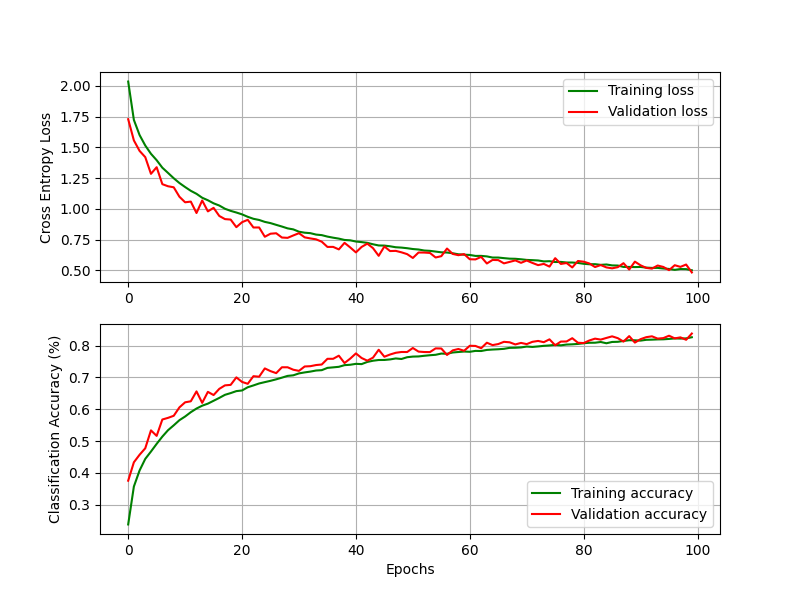 2.00
1.75
1.50
1.25
1.00
0.75
0.50
Cross Entropy Loss
Training loss
Validation loss
0 20 40 60 80 100
0.8
0.7
0.6
0.5
0.4
0.3
Classification Accuracy (%)
Training accuracy
Validation accuracy
0 20 40 60 80 100
Epochs